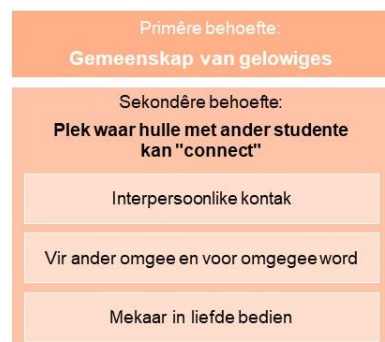 Primêre behoefte:
Gemeenskap van gelowiges
Sekondêre behoefte:
Plek waar hulle met ander studente
kan "connect"
Interpersoonlike kontak
Vir ander omgee en voor omgegee word
Mekaar in liefde bedien